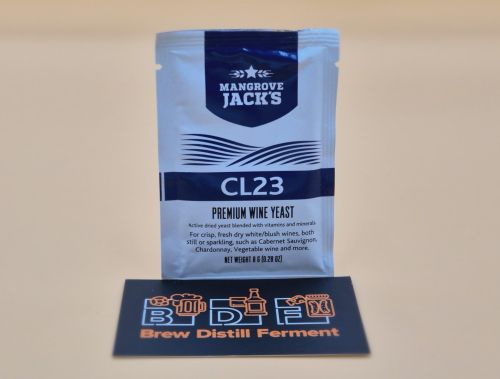 MANGROVE
JACK'S
CL23
PREMIUM WINE YEAST
Active dried yeast blended with vitamins and minerals
For crisp, fresh dry white/blush wines, both
still or sparkling, such as Cabernet Sauvignon,
Chardonnay, Vegetable wine and more.
NET WEIGHT 8 G (0.28 OZ)
B D F
Brew Distill Ferment